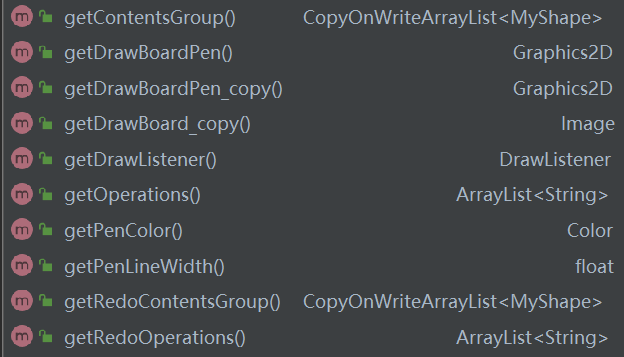 m getContentsGroup() CopyOnWriteArrayList<MyShape>
m getDrawBoardPen() Graphics2D
m getDrawBoardPen_copy() Graphics2D
m getDrawBoard_copy() Image
m getDrawListener() DrawListener
m getOperations() ArrayList<String>
m getPenColor() Color
m getPenLineWidth() float
m getRedoContentsGroup() CopyOnWriteArrayList<MyShape>
m getRedoOperations() ArrayList<String>